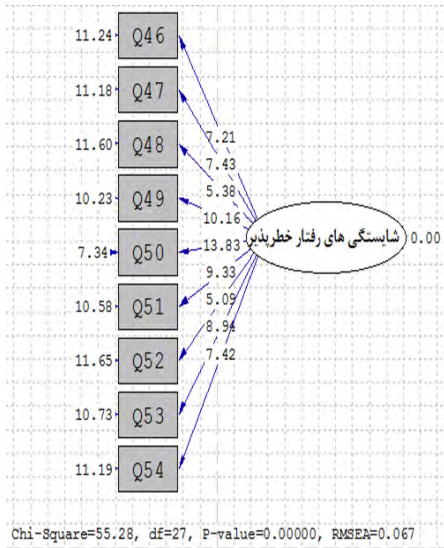 11.24 Q46
11.18 Q47
11.60 Q48
10.23 Q49
7.34 Q50
10.58 Q51
11.65 Q52
10.73 Q53
11.19 Q54
7.21
7.43
5.38
10.16
13.83
9.33
5.09
8.94
7.42
شایستگی های رفتار خطرپذیر
0.00
Chi-Square=55.28, df=27, P-value=0.00000, RMSEA=0.067